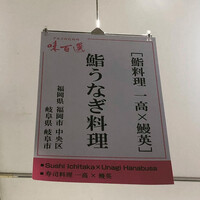 味百選
[鮨料理 一高×鰻英]
鮨うなぎ料理
福岡県 福岡市 中央区
岐阜県 岐阜市
● Sushi Ichitaka × Unagi Hanabusa
● 寿司料理 一高 × 鰻英